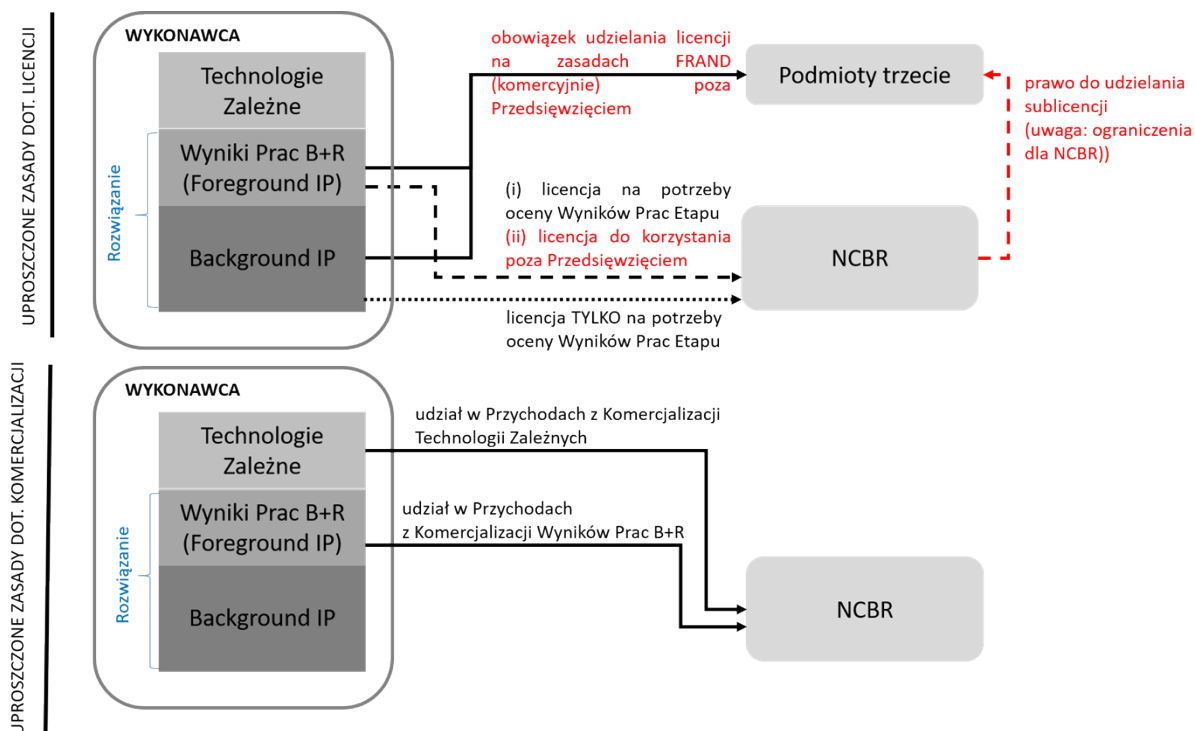 UPROSZCZONE ZASADY DOT. LICENCJI
WYKONAWCA
Technologie
Zależne
Wyniki Prac B+R
(Foreground IP)
Background IP
Rozwiązanie
obowiązek udzielania licencji
na zasadach FRAND
(komercyjnie) poza
Przedsięwzięciem
Podmioty trzecie
prawo do udzielania
sublicencji
(uwaga: ograniczenia
dla NCBR))
(i) licencja na potrzeby
oceny Wyników Prac Etapu
(ii) licencja do korzystania
poza Przedsięwzięciem
NCBR
licencja TYLKO na potrzeby
oceny Wyników Prac Etapu
UPROSZCZONE ZASADY DOT. KOMERCJALIZACJI
WYKONAWCA
Technologie
Zależne
Wyniki Prac B+R
(Foreground IP)
Background IP
Rozwiązanie
udział w Przychodach z Komercjalizacji
Technologii Zależnych
udział w Przychodach
z Komercjalizacji Wyników Prac B+R
NCBR